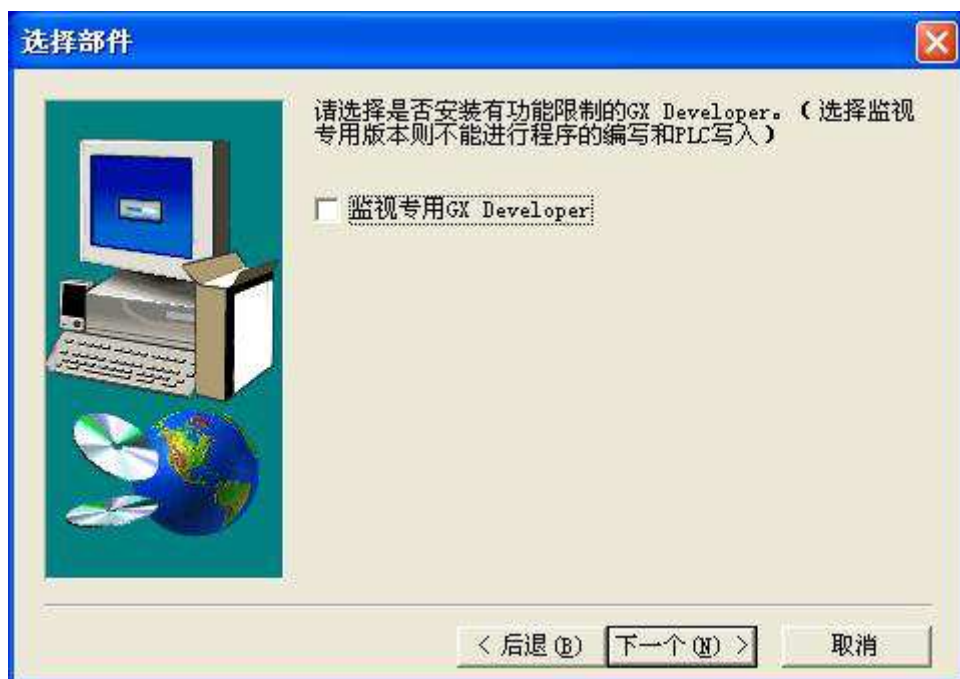 选择部件
请选择是否安装有功能限制的GX Developer。(选择监视
专用版本则不能进行程序的编写和PLC写入)
监视专用GX Developer
< 后退(B) 下一个(N) > 取消